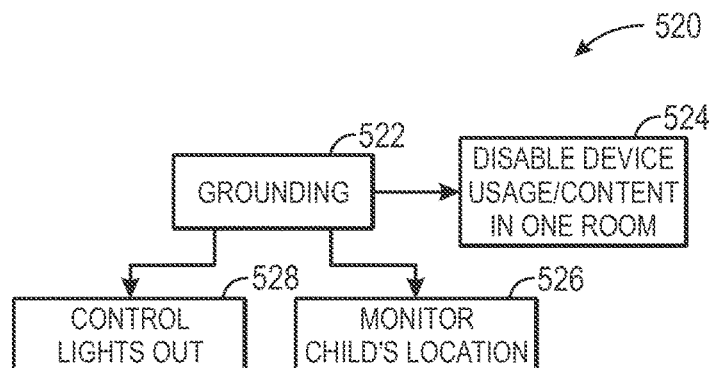 520
522
GROUNDING
524
DISABLE DEVICE
USAGE/CONTENT
IN ONE ROOM
528
CONTROL
LIGHTS OUT
526
MONITOR
CHILD'S LOCATION